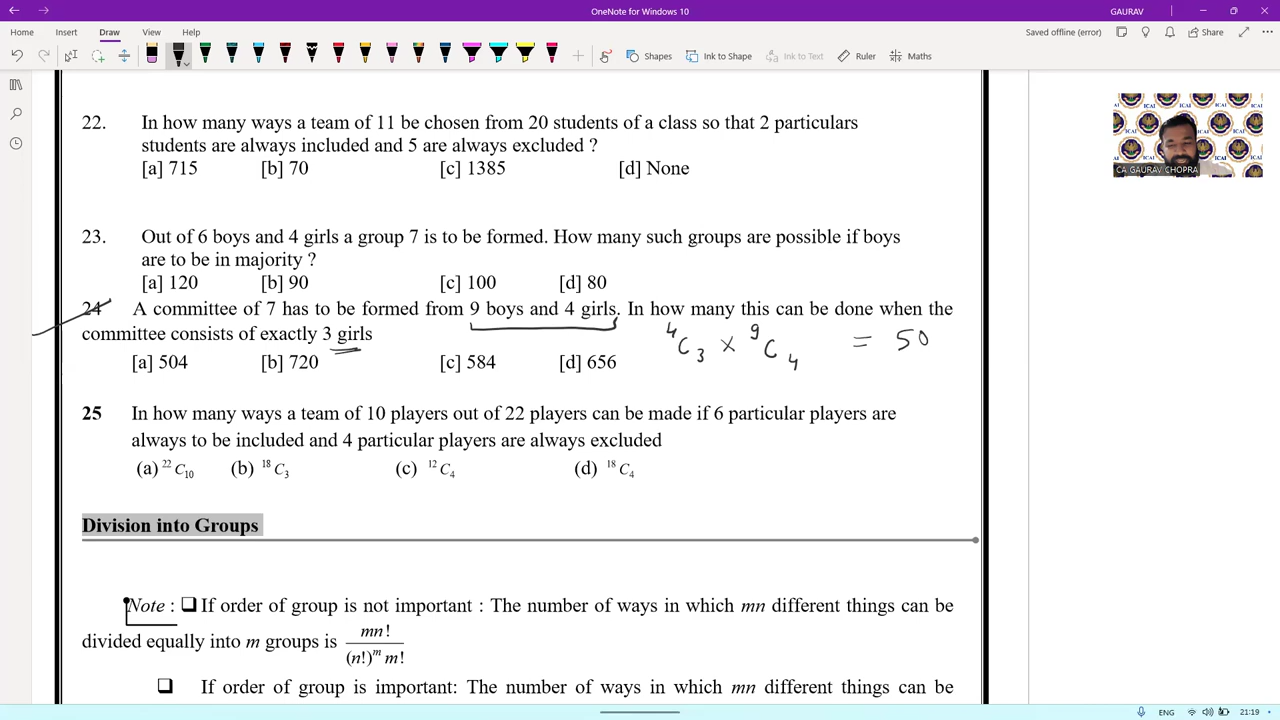 OneNote for Windows 10
GAURAV
Home Insert Draw View Help
Saved offline (error)
Share
Shapes Ink to Shape Ink to Text Ruler Maths
22. In how many ways a team of 11 be chosen from 20 students of a class so that 2 particulars
students are always included and 5 are always excluded ?
[a] 715 [b] 70 [c] 1385 [d] None
23. Out of 6 boys and 4 girls a group 7 is to be formed. How many such groups are possible if boys
are to be in majority ?
[a] 120 [b] 90 [c] 100 [d] 80
24 A committee of 7 has to be formed from 9 boys and 4 girls. In how many this can be done when the
committee consists of exactly 3 girls
⁴C₃ × ⁹C₄ = 50
[a] 504 [b] 720 [c] 584 [d] 656
25 In how many ways a team of 10 players out of 22 players can be made if 6 particular players are
always to be included and 4 particular players are always excluded
(a) ²²C₁₀ (b) ¹⁸C₃ (c) ¹²C₄ (d) ¹⁸C₄
Division into Groups
Note : ❑ If order of group is not important : The number of ways in which mn different things can be
divided equally into m groups is mn! / (n!)ᵐ m!
❑ If order of group is important: The number of ways in which mn different things can be
ICAI
CA GAURAV CHOPRA
ENG
21:19